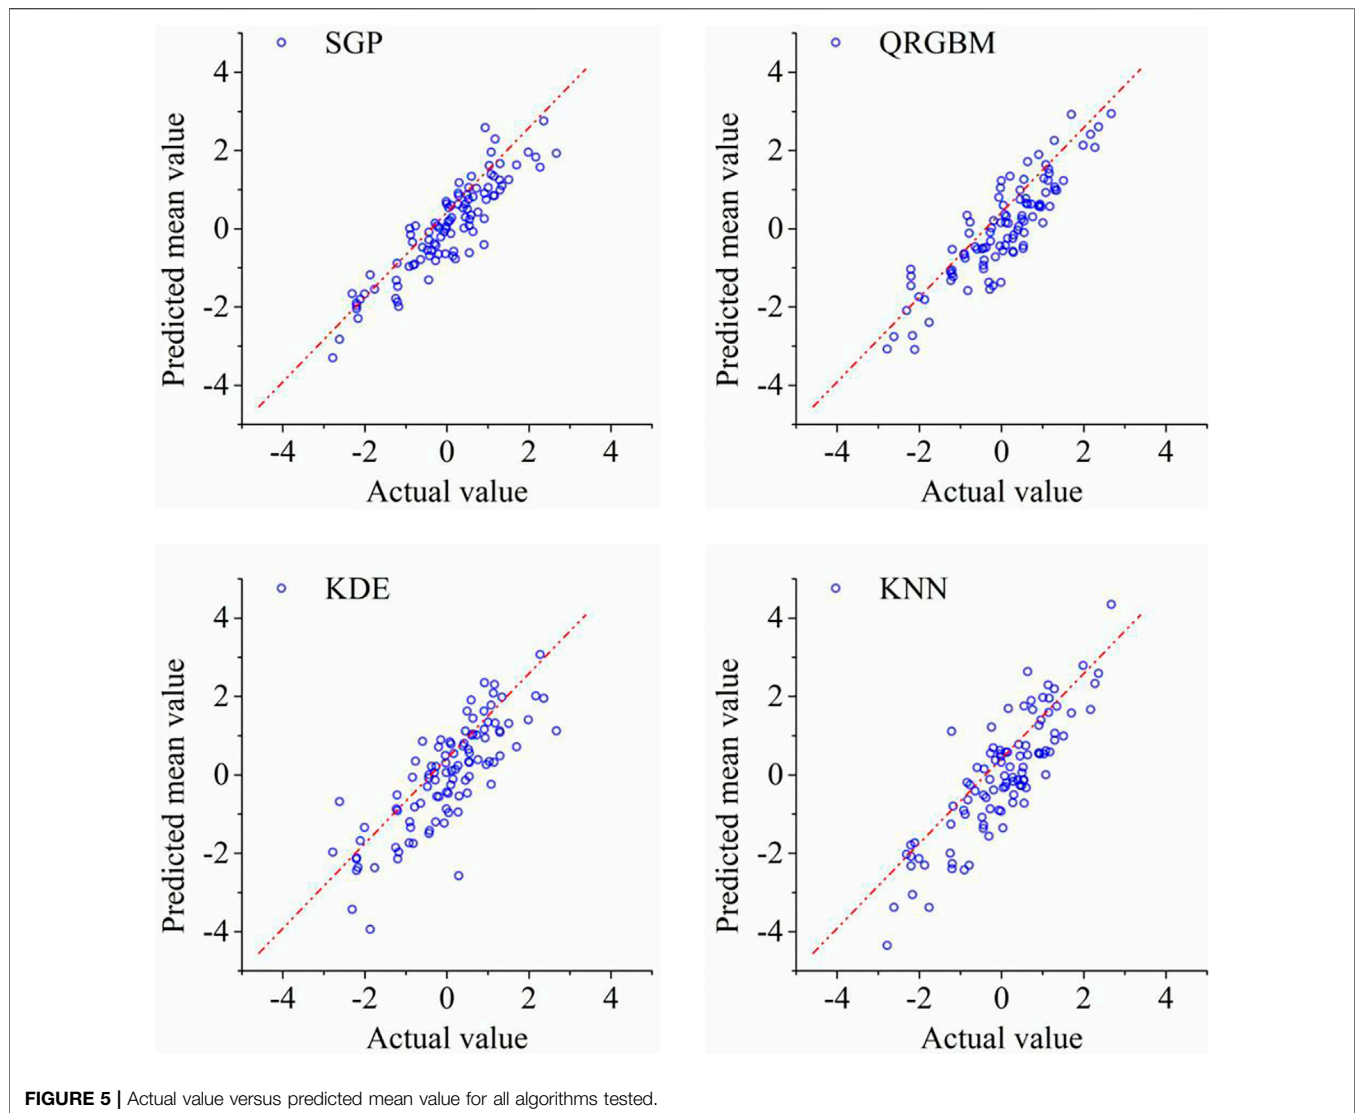 SGP
4
2
0
-2
-4
Predicted mean value
-4 -2 0 2 4
Actual value
QRGBM
4
2
0
-2
-4
Predicted mean value
-4 -2 0 2 4
Actual value
KDE
4
2
0
-2
-4
Predicted mean value
-4 -2 0 2 4
Actual value
KNN
4
2
0
-2
-4
Predicted mean value
-4 -2 0 2 4
Actual value
FIGURE 5 | Actual value versus predicted mean value for all algorithms tested.